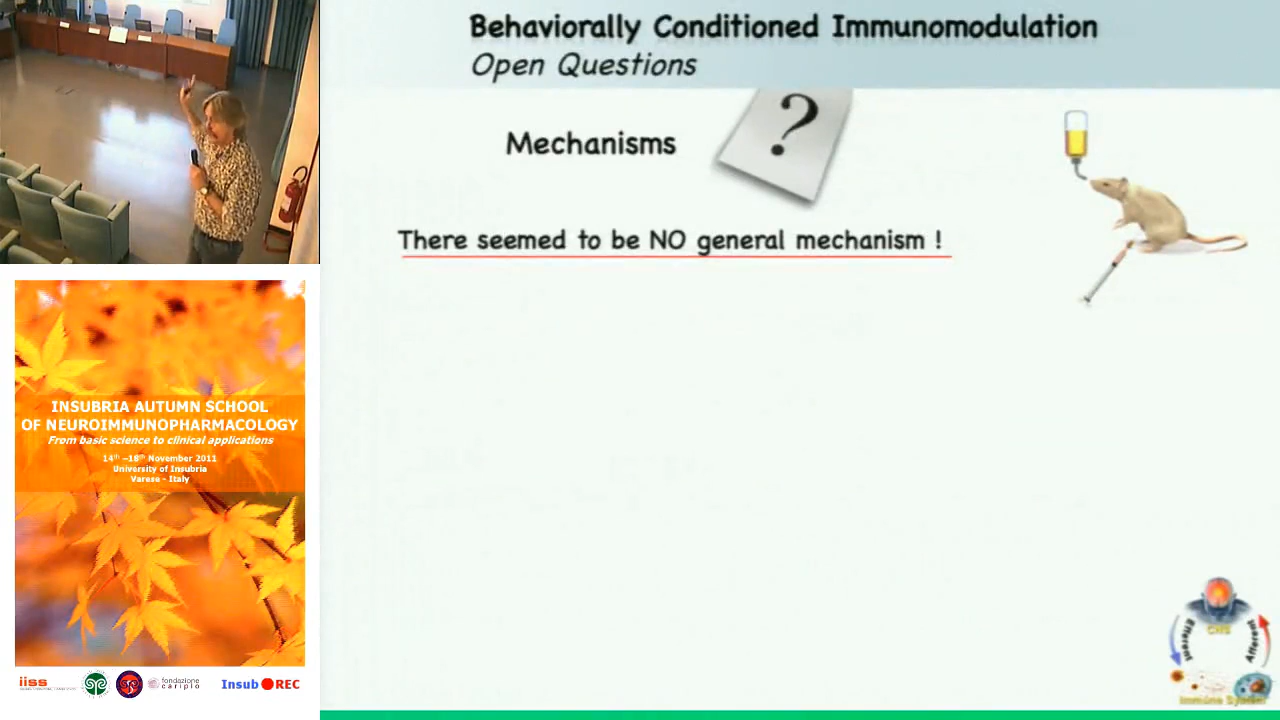 Behaviorally Conditioned Immunomodulation
Open Questions
Mechanisms
?
There seemed to be NO general mechanism !
INSUBRIA AUTUMN SCHOOL
OF NEUROIMMUNOPHARMACOLOGY
From basic science to clinical applications
14th –18th November 2011
University of Insubria
Varese - Italy
iiss
fondazione
cariplo
Insub REC
CNS
Efferent
Afferent
Immune System